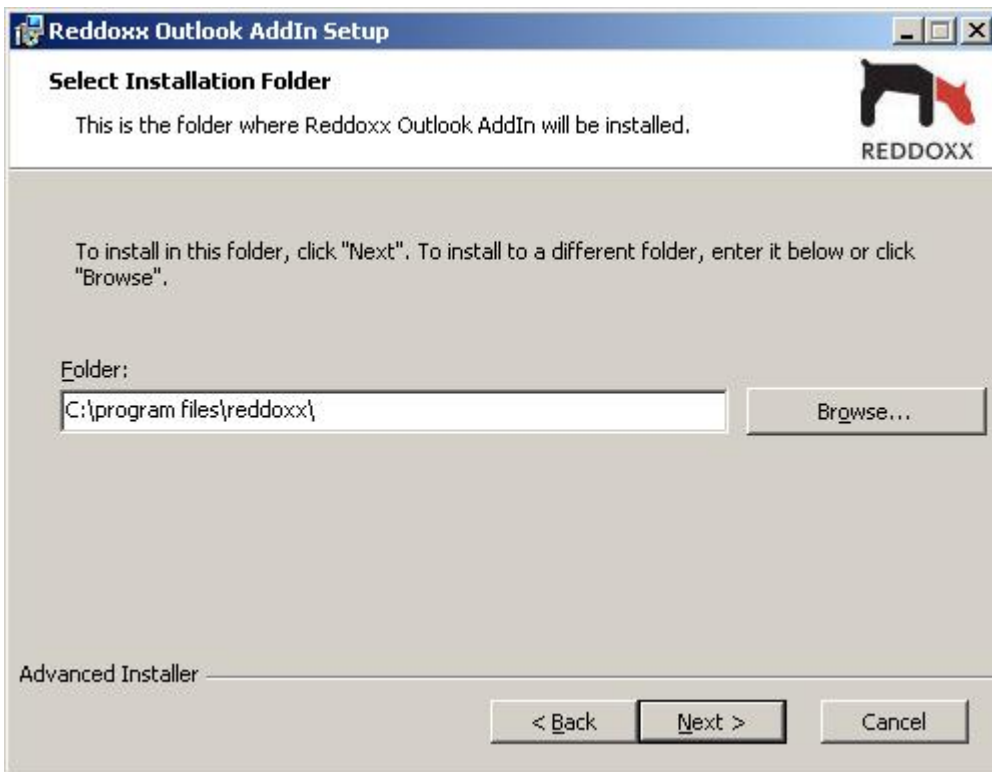 Reddoxx Outlook AddIn Setup
Select Installation Folder
This is the folder where Reddoxx Outlook AddIn will be installed.
REDDOXX
To install in this folder, click "Next". To install to a different folder, enter it below or click
"Browse".
Folder:
C:\program files\reddoxx\
Browse...
Advanced Installer
< Back
Next >
Cancel